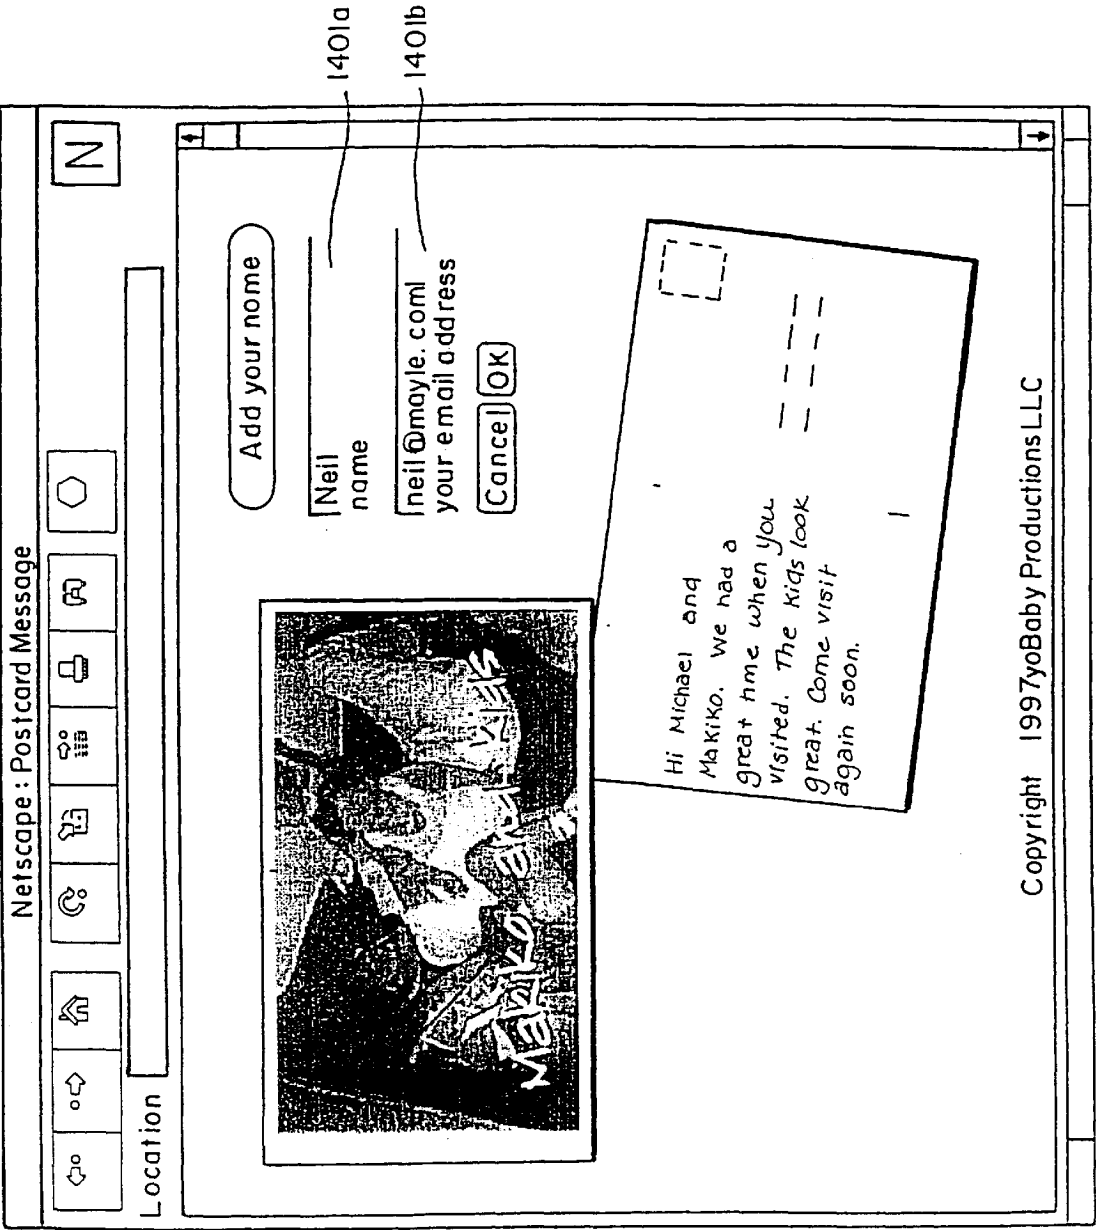 Netscape : Postcard Message
N
Location
Add your nome
Neil
name
1401a
neil@mayle. coml
your email address
1401b
Cancel OK
MAKiKO
Hi Michael and
Makiko. We had a
great hme when you
visited. The kids look
great. Come visit
again soon.
Copyright 1997yoBaby Productions LLC